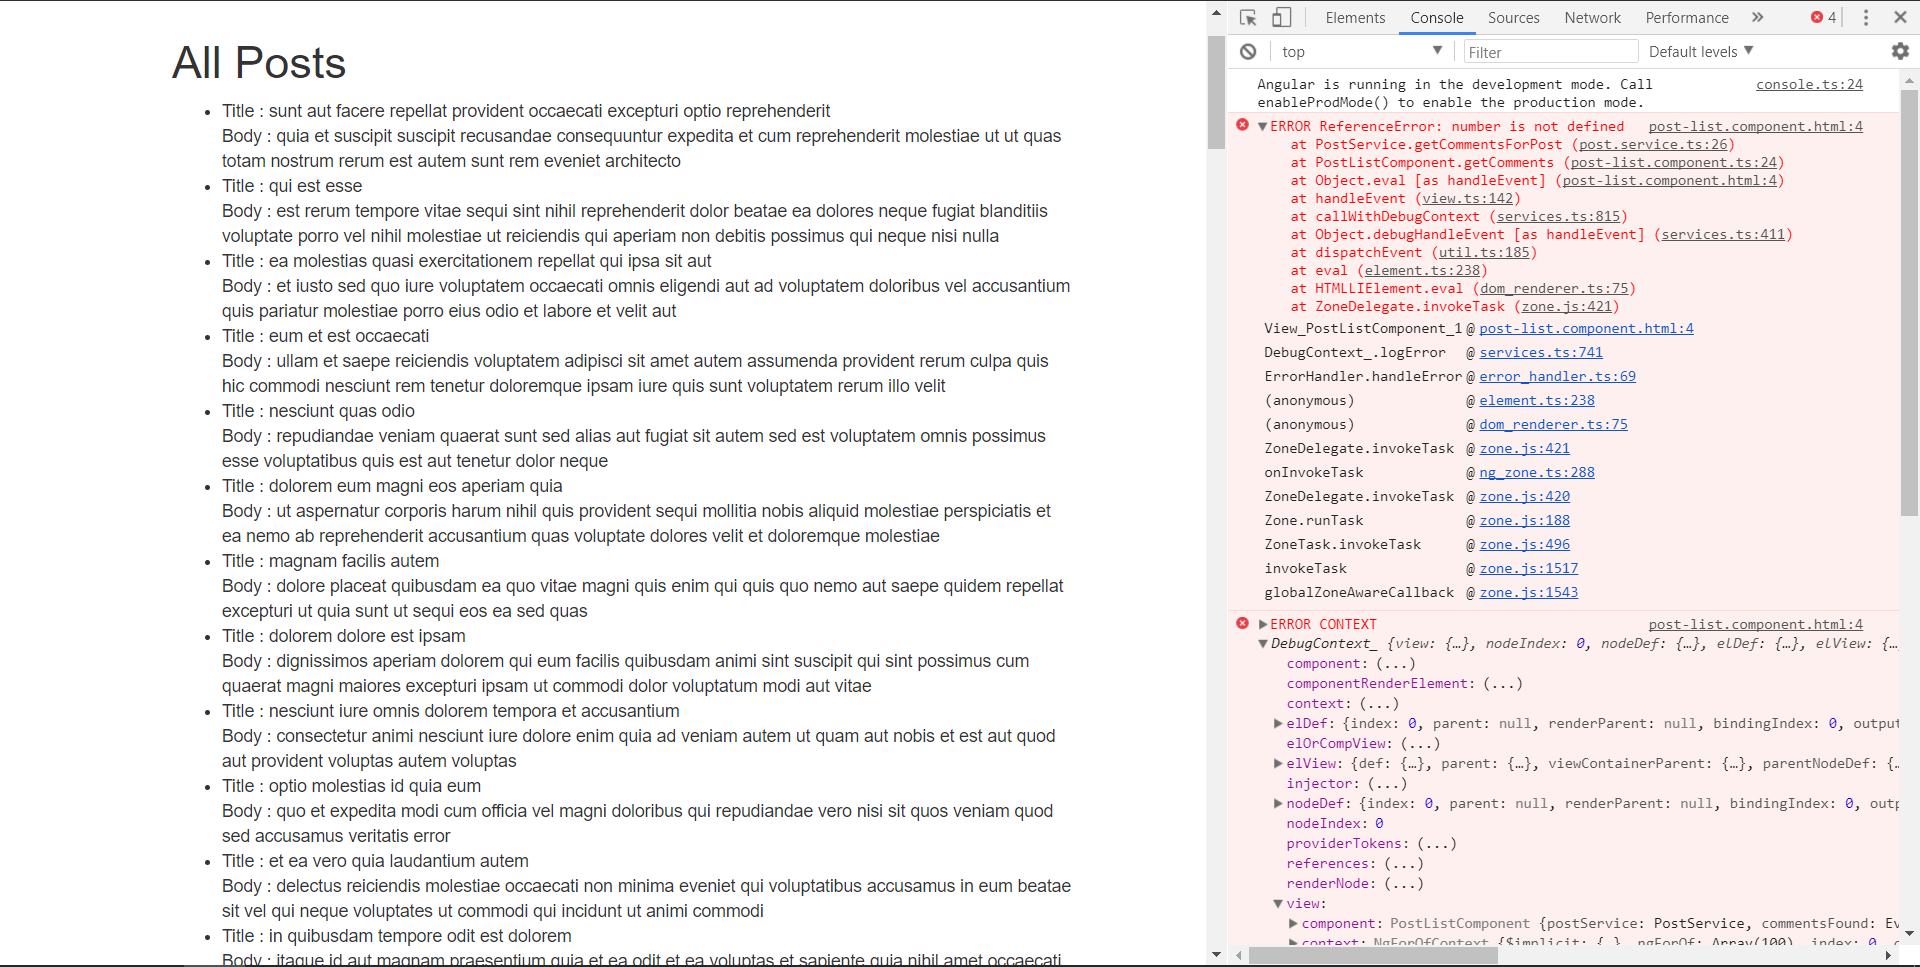 All Posts
Title : sunt aut facere repellat provident occaecati excepturi optio reprehenderit
Body : quia et suscipit suscipit recusandae consequuntur expedita et cum reprehenderit molestiae ut ut quas
totam nostrum rerum est autem sunt rem eveniet architecto
Title : qui est esse
Body : est rerum tempore vitae sequi sint nihil reprehenderit dolor beatae ea dolores neque fugiat blanditiis
voluptate porro vel nihil molestiae ut reiciendis qui aperiam non debitis possimus qui neque nisi nulla
Title : ea molestias quasi exercitationem repellat qui ipsa sit aut
Body : et iusto sed quo iure voluptatem occaecati omnis eligendi aut ad voluptatem doloribus vel accusantium
quis pariatur molestiae porro eius odio et labore et velit aut
Title : eum et est occaecati
Body : ullam et saepe reiciendis voluptatem adipisci sit amet autem assumenda provident rerum culpa quis
hic commodi nesciunt rem tenetur doloremque ipsam iure quis sunt voluptatem rerum illo velit
Title : nesciunt quas odio
Body : repudiandae veniam quaerat sunt sed alias aut fugiat sit autem sed est voluptatem omnis possimus
esse voluptatibus quis est aut tenetur dolor neque
Title : dolorem eum magni eos aperiam quia
Body : ut aspernatur corporis harum nihil quis provident sequi mollitia nobis aliquid molestiae perspiciatis et
ea nemo ab reprehenderit accusantium quas voluptate dolores velit et doloremque molestiae
Title : magnam facilis autem
Body : dolore placeat quibusdam ea quo vitae magni quis enim qui quis quo nemo aut saepe quidem repellat
excepturi ut quia sunt ut sequi eos ea sed quas
Title : dolorem dolore est ipsam
Body : dignissimos aperiam dolorem qui eum facilis quibusdam animi sint suscipit qui sint possimus cum
quaerat magni maiores excepturi ipsam ut commodi dolor voluptatum modi aut vitae
Title : nesciunt iure omnis dolorem tempora et accusantium
Body : consectetur animi nesciunt iure dolore enim quia ad veniam autem ut quam aut nobis et est aut quod
aut provident voluptas autem voluptas
Title : optio molestias id quia eum
Body : quo et expedita modi cum officia vel magni doloribus qui repudiandae vero nisi sit quos veniam quod
sed accusamus veritatis error
Title : et ea vero quia laudantium autem
Body : delectus reiciendis molestiae occaecati non minima eveniet qui voluptatibus accusamus in eum beatae
sit vel qui neque voluptates ut commodi qui incidunt ut animi commodi
Title : in quibusdam tempore odit est dolorem
Body : itaque id aut magnam praesentium quia et ea odit et ea voluptas et sapiente quia nihil amet occaecati
Elements Console Sources Network Performance » 4
top Filter Default levels
Angular is running in the development mode. Call console.ts:24
enableProdMode() to enable the production mode.
ERROR ReferenceError: number is not defined post-list.component.html:4
at PostService.getCommentsForPost (post.service.ts:26)
at PostListComponent.getComments (post-list.component.ts:24)
at Object.eval [as handleEvent] (post-list.component.html:4)
at handleEvent (view.ts:142)
at callWithDebugContext (services.ts:815)
at Object.debugHandleEvent [as handleEvent] (services.ts:411)
at dispatchEvent (util.ts:185)
at eval (element.ts:238)
at HTMLLIElement.eval (dom_renderer.ts:75)
at ZoneDelegate.invokeTask (zone.js:421)
View_PostListComponent_1 @ post-list.component.html:4
DebugContext_.logError @ services.ts:741
ErrorHandler.handleError @ error_handler.ts:69
(anonymous) @ element.ts:238
(anonymous) @ dom_renderer.ts:75
ZoneDelegate.invokeTask @ zone.js:421
onInvokeTask @ ng_zone.ts:288
ZoneDelegate.invokeTask @ zone.js:420
Zone.runTask @ zone.js:188
ZoneTask.invokeTask @ zone.js:496
invokeTask @ zone.js:1517
globalZoneAwareCallback @ zone.js:1543
ERROR CONTEXT post-list.component.html:4
DebugContext_ {view: {…}, nodeIndex: 0, nodeDef: {…}, elDef: {…}, elView: {…
component: (...)
componentRenderElement: (...)
context: (...)
elDef: {index: 0, parent: null, renderParent: null, bindingIndex: 0, output
elOrCompView: (...)
elView: {def: {…}, parent: {…}, viewContainerParent: {…}, parentNodeDef: {…
injector: (...)
nodeDef: {index: 0, parent: null, renderParent: null, bindingIndex: 0, outp
nodeIndex: 0
providerTokens: (...)
references: (...)
renderNode: (...)
view:
component: PostListComponent {postService: PostService, commentsFound: Ev
context: NgForOfContext {$implicit: {…}, ngForOf: Array(100), index: 0,